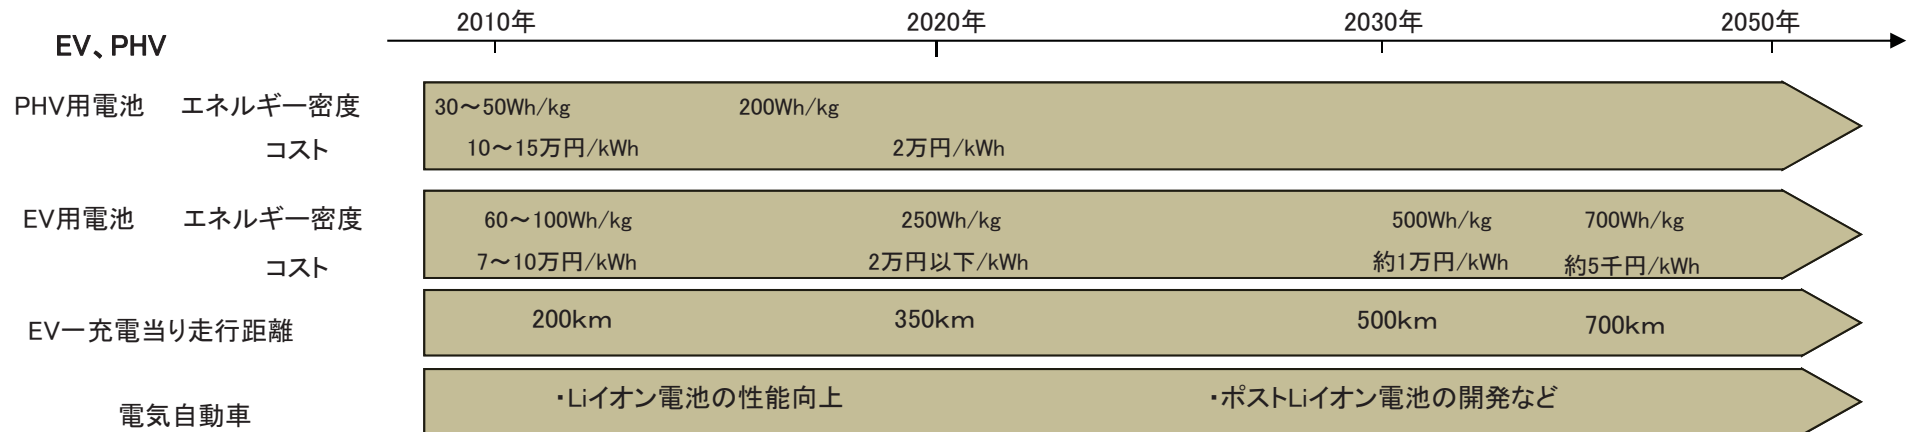 2010年 2020年 2030年 2050年
EV、PHV
PHV用電池 エネルギー密度 30～50Wh/kg 200Wh/kg
コスト 10～15万円/kWh 2万円/kWh
EV用電池 エネルギー密度 60～100Wh/kg 250Wh/kg 500Wh/kg 700Wh/kg
コスト 7～10万円/kWh 2万円以下/kWh 約1万円/kWh 約5千円/kWh
EV一充電当り走行距離 200km 350km 500km 700km
電気自動車 ・Liイオン電池の性能向上 ・ポストLiイオン電池の開発など